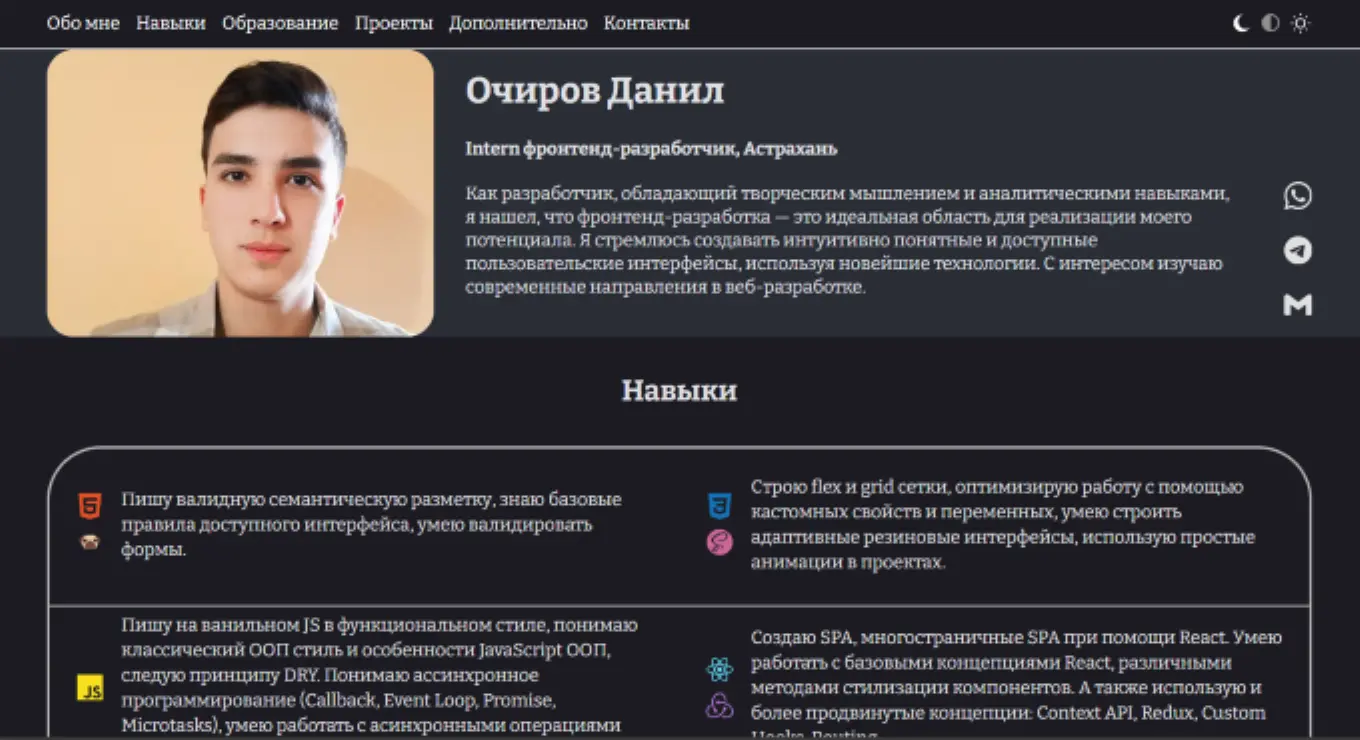 Обо мне Навыки Образование Проекты Дополнительно Контакты
Очиров Данил
Intern фронтенд-разработчик, Астрахань
Как разработчик, обладающий творческим мышлением и аналитическими навыками,
я нашел, что фронтенд-разработка — это идеальная область для реализации моего
потенциала. Я стремлюсь создавать интуитивно понятные и доступные
пользовательские интерфейсы, используя новейшие технологии. С интересом изучаю
современные направления в веб-разработке.
Навыки
Пишу валидную семантическую разметку, знаю базовые
правила доступного интерфейса, умею валидировать
формы.
Строю flex и grid сетки, оптимизирую работу с помощью
кастомных свойств и переменных, умею строить
адаптивные резиновые интерфейсы, использую простые
анимации в проектах.
Пишу на ванильном JS в функциональном стиле, понимаю
классический ООП стиль и особенности JavaScript ООП,
следую принципу DRY. Понимаю ассинхронное
программирование (Callback, Event Loop, Promise,
Microtasks), умею работать с асинхронными операциями
JS
Создаю SPA, многостраничные SPA при помощи React. Умею
работать с базовыми концепциями React, различными
методами стилизации компонентов. А также использую и
более продвинутые концепции: Context API, Redux, Custom
Hooks, Routing